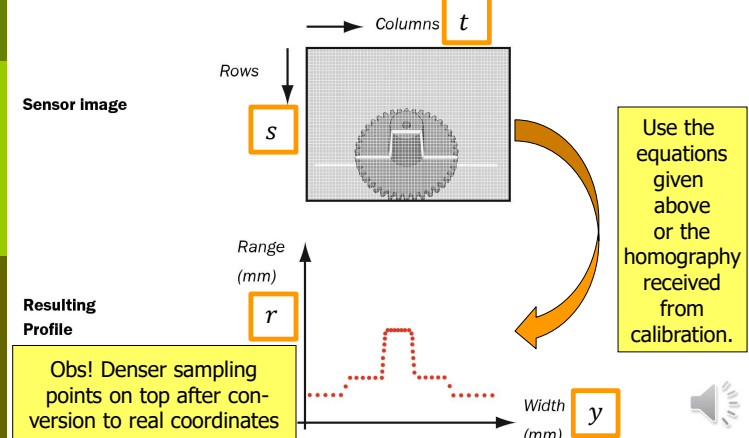 Columns t
Rows
s
Sensor image
Use the
equations
given
above
or the
homography
received
from
calibration.
Range
(mm)
r
Resulting
Profile
Obs! Denser sampling
points on top after con-
version to real coordinates
Width y
(mm)